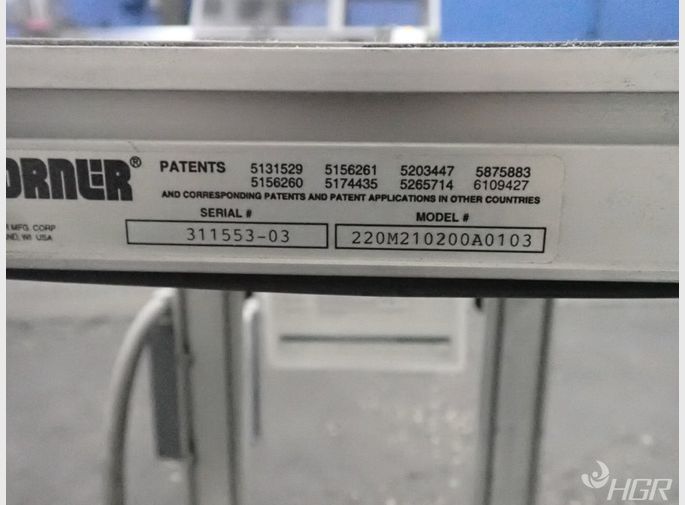 ORNER®
PATENTS 5131529 5156261 5203447 5875883
5156260 5174435 5265714 6109427
AND CORRESPONDING PATENTS AND PATENT APPLICATIONS IN OTHER COUNTRIES
SERIAL # MODEL #
311553-03 220M210200A0103
MFG. CORP
ND, WI USA
HGR